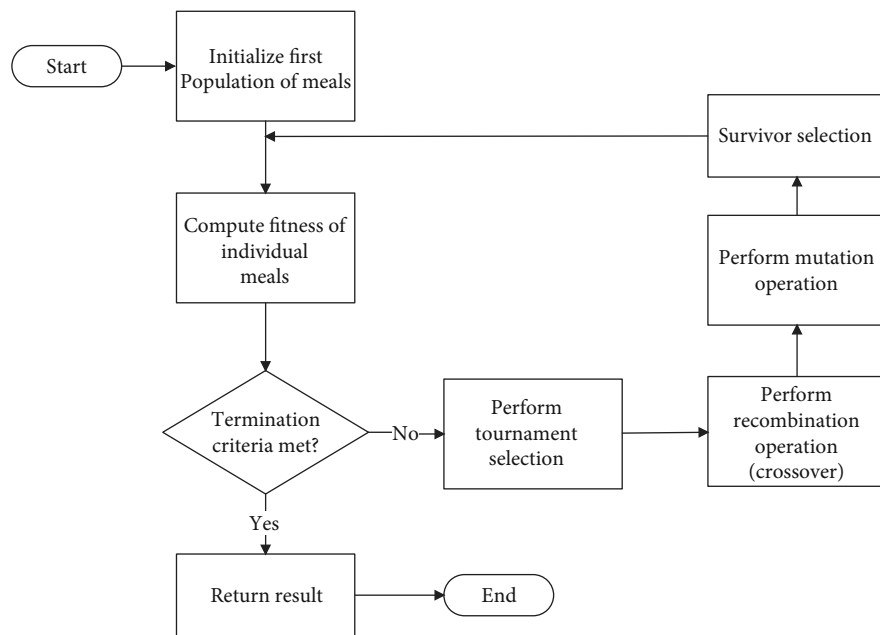 Start
Initialize first
Population of meals
Survivor selection
Compute fitness of
individual
meals
Perform mutation
operation
Termination
criteria met?
No
Perform
tournament
selection
Perform
recombination
operation
(crossover)
Yes
Return result
End